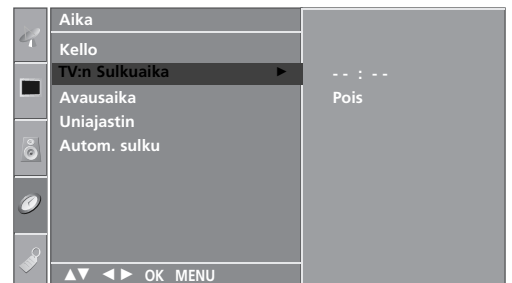 Aika
Kello
TV:n Sulkuaika ► - - : - -
Avausaika Pois
Uniajastin
Autom. sulku
▲▼ ◄► OK MENU